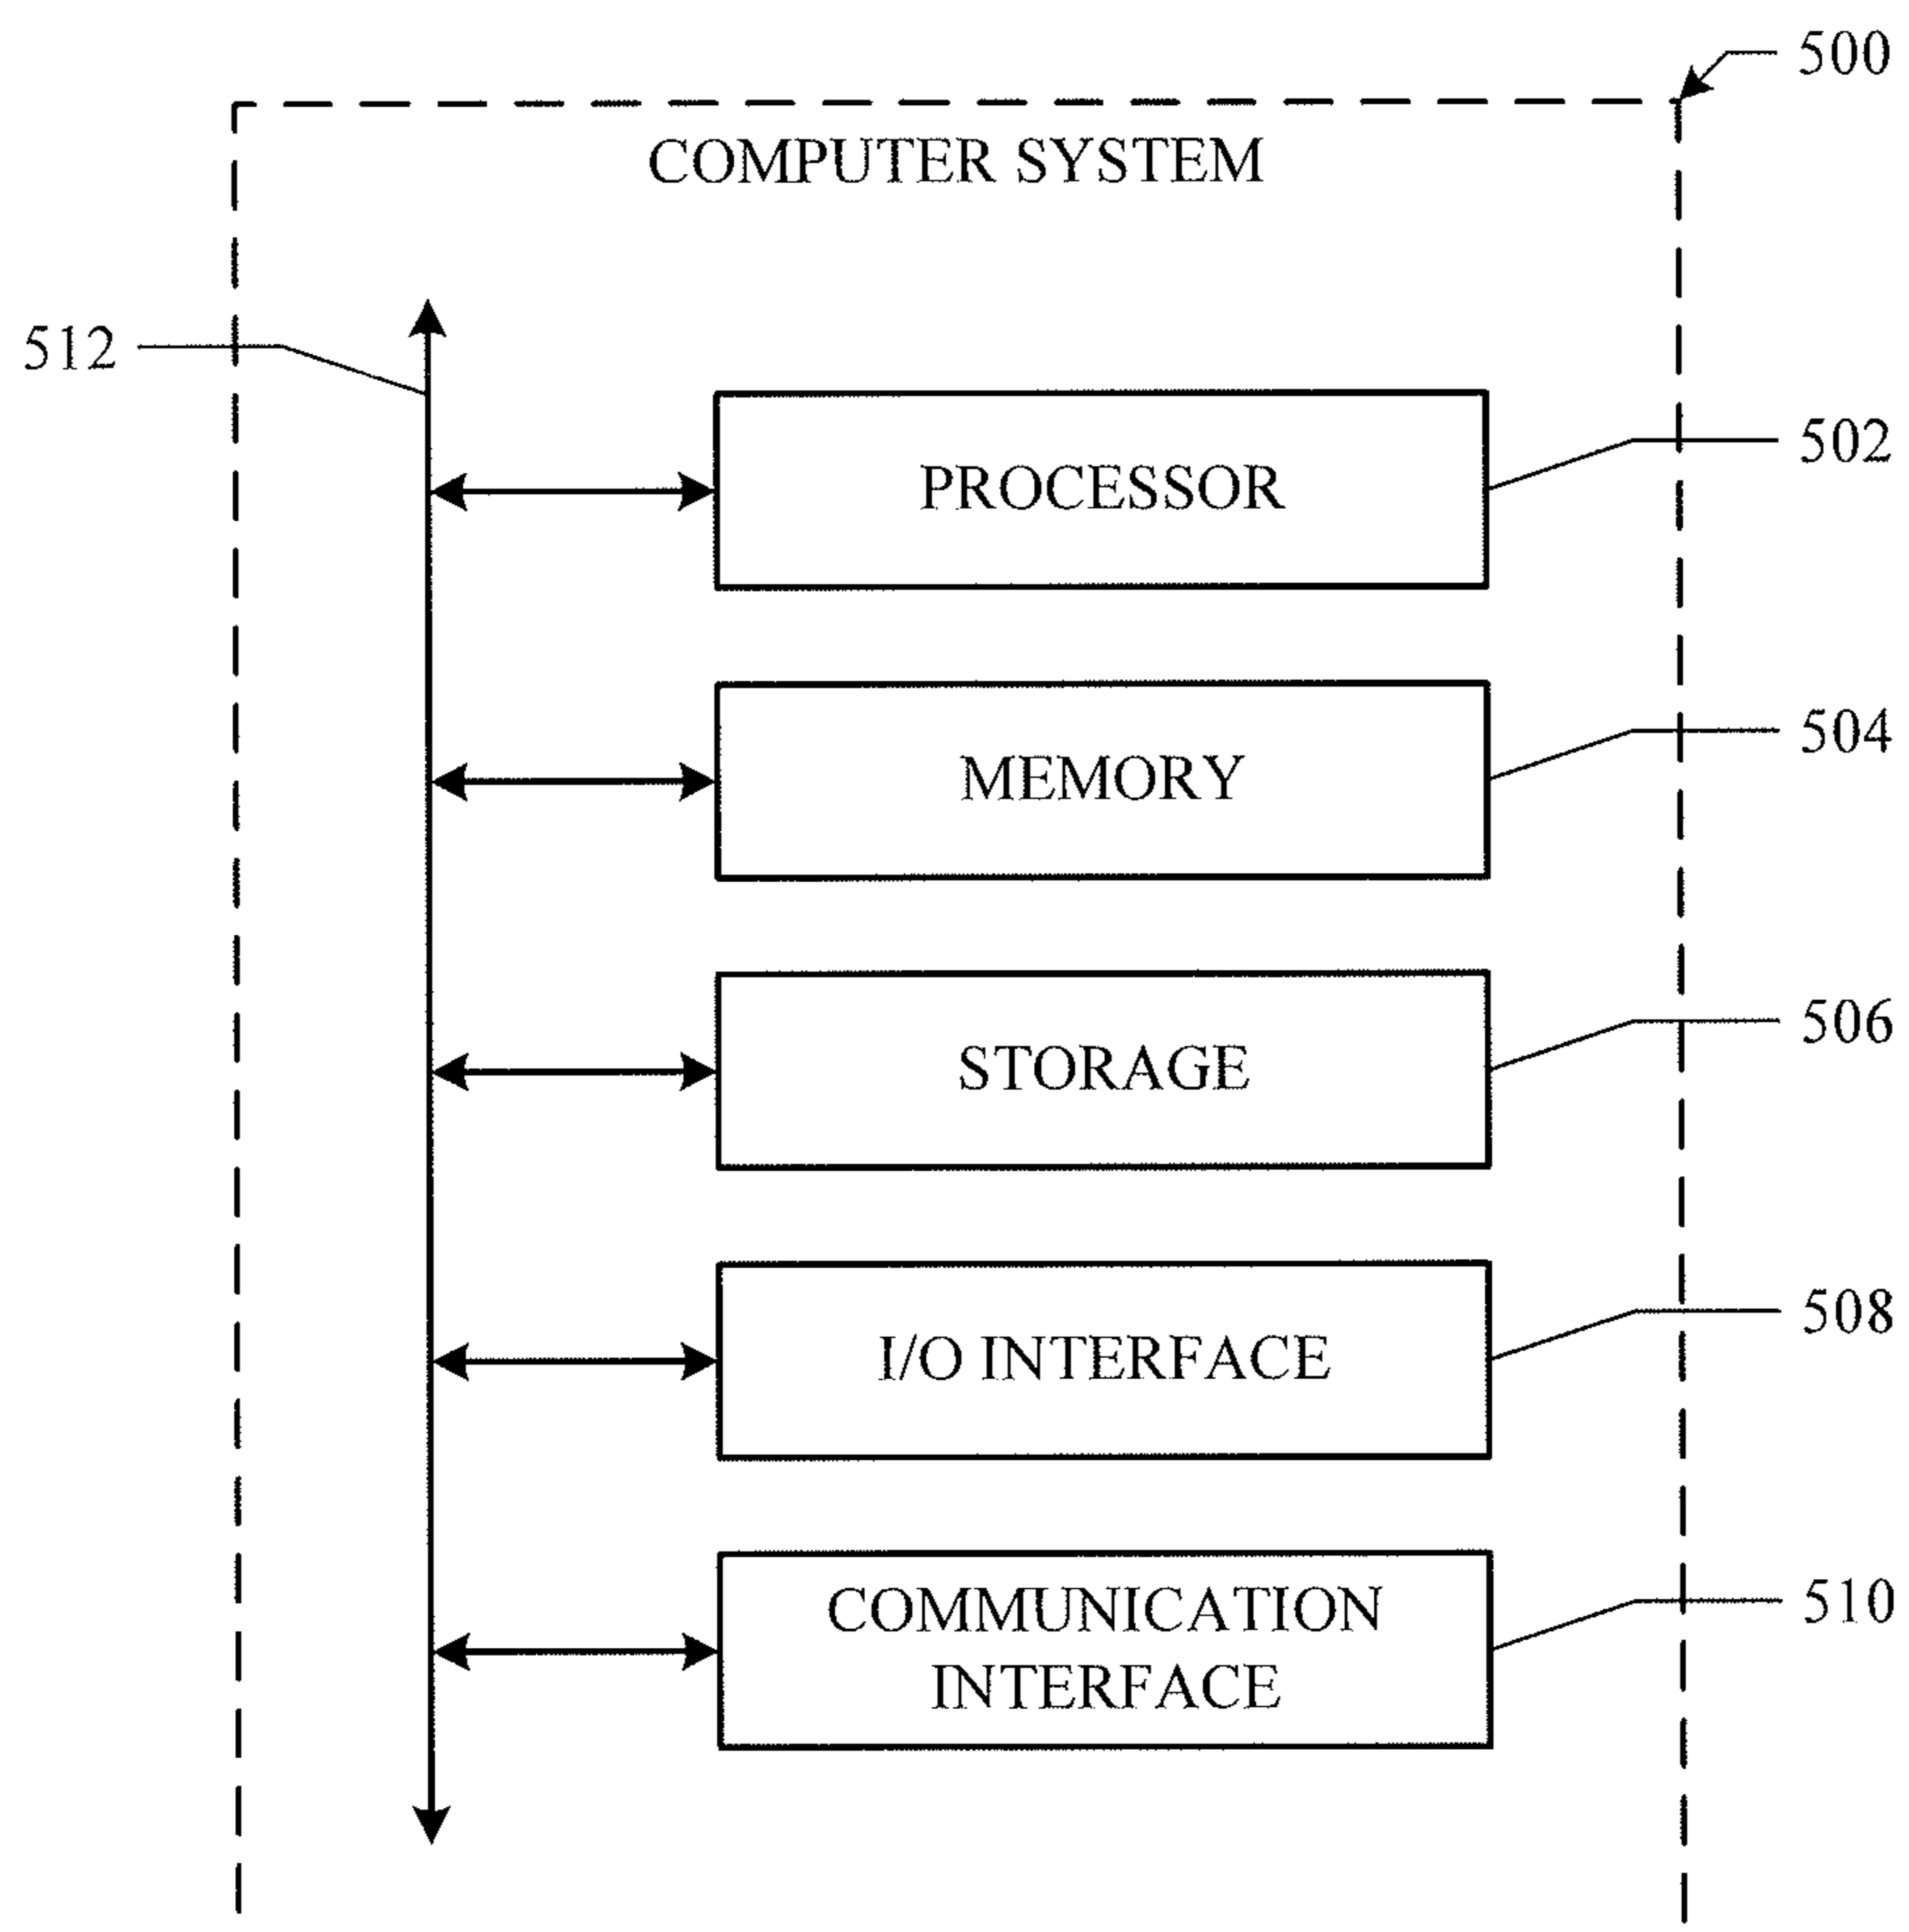 500
COMPUTER SYSTEM
512
PROCESSOR
502
MEMORY
504
STORAGE
506
I/O INTERFACE
508
COMMUNICATION
INTERFACE
510